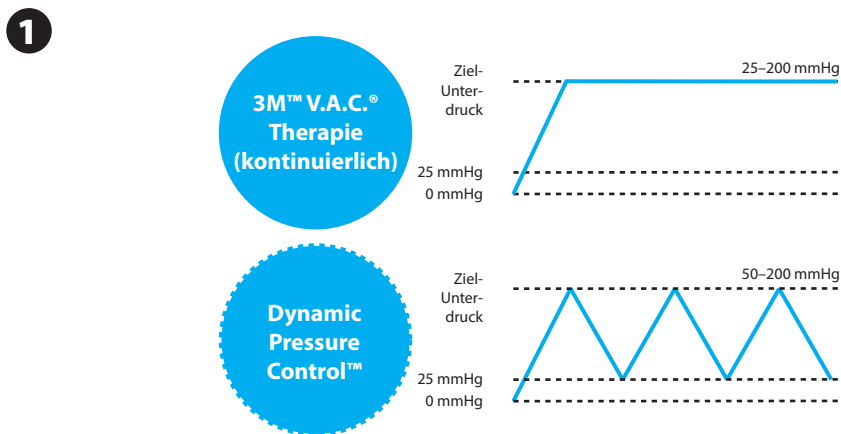 1
3M™ V.A.C.®
Therapie
(kontinuierlich)
Ziel-
Unter-
druck
25–200 mmHg
25 mmHg
0 mmHg
Dynamic
Pressure
Control™
Ziel-
Unter-
druck
50–200 mmHg
25 mmHg
0 mmHg